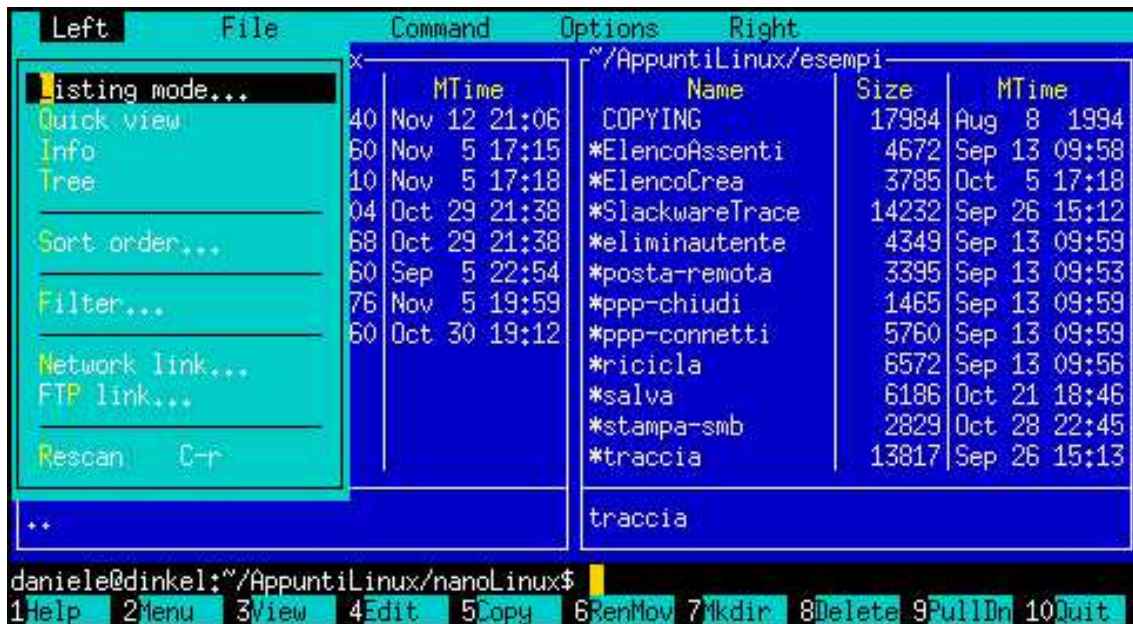 Left File Command Options Right
x ~/AppuntiLinux/esempi
Listing mode... MTime Name Size MTime
Quick view 40 Nov 12 21:06 COPYING 17984 Aug 8 1994
Info 60 Nov 5 17:15 *ElencoAssenti 4672 Sep 13 09:58
Tree 10 Nov 5 17:18 *ElencoCrea 3785 Oct 5 17:18
04 Oct 29 21:38 *SlackwareTrace 14232 Sep 26 15:12
Sort order... 68 Oct 29 21:38 *eliminautente 4349 Sep 13 09:59
60 Sep 5 22:54 *posta-remota 3395 Sep 13 09:53
Filter... 76 Nov 5 19:59 *ppp-chiudi 1465 Sep 13 09:59
60 Oct 30 19:12 *ppp-connetti 5760 Sep 13 09:59
Network link... *ricicla 6572 Sep 13 09:56
FTP link... *salva 6186 Oct 21 18:46
*stampa-smb 2829 Oct 28 22:45
Rescan C-r *traccia 13817 Sep 26 15:13
.. traccia
daniele@dinkel:~/AppuntiLinux/nanoLinux$
1Help 2Menu 3View 4Edit 5Copy 6RenMov 7Mkdir 8Delete 9PullDn 10Quit